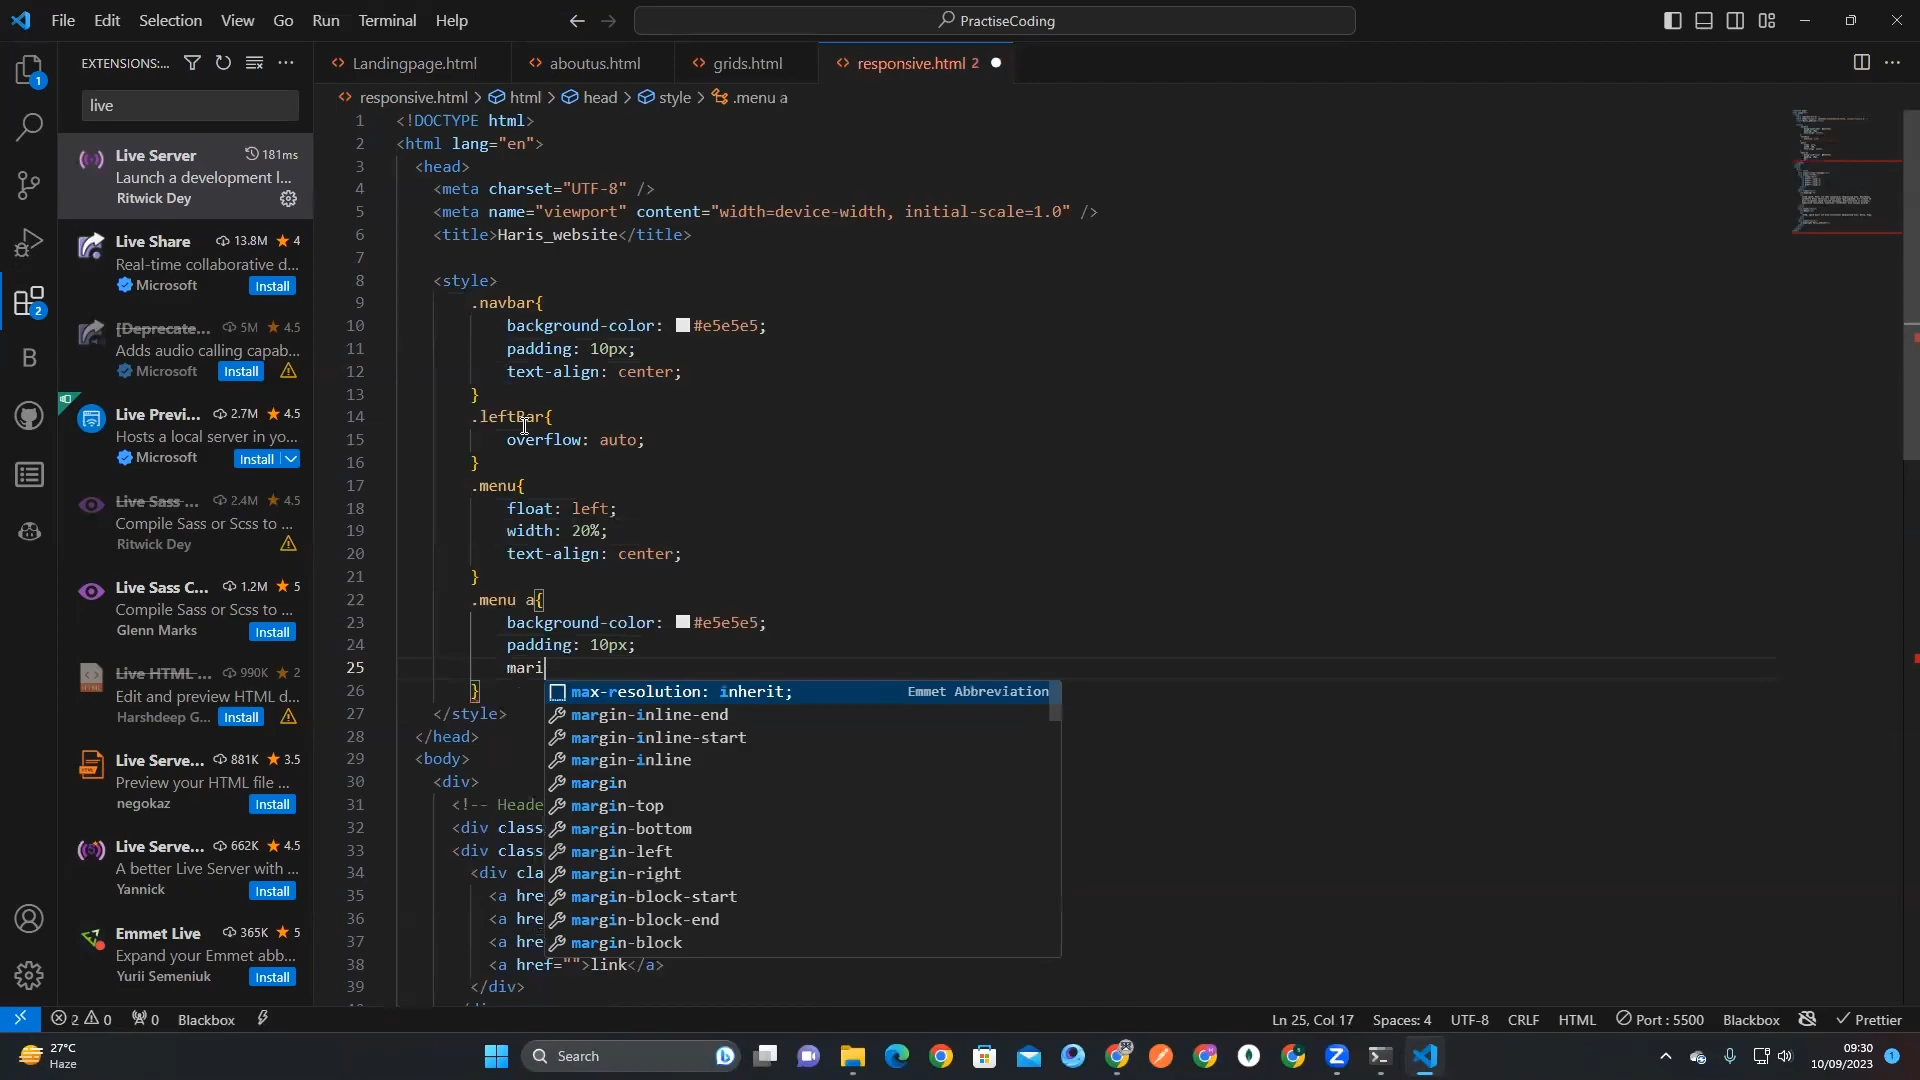 File Edit Selection View Go Run Terminal Help
PractiseCoding
EXTENSIONS:...
live
Live Server 181ms
Launch a development l...
Ritwick Dey
Live Share 13.8M 4
Real-time collaborative d...
Microsoft Install
[Deprecate... 5M 4.5
Adds audio calling capab...
Microsoft Install
Live Previ... 2.7M 4.5
Hosts a local server in yo...
Microsoft Install
Live Sass ... 2.4M 4.5
Compile Sass or Scss to ...
Ritwick Dey
Live Sass C... 1.2M 5
Compile Sass or Scss to ...
Glenn Marks Install
Live HTML ... 990K 2
Edit and preview HTML d...
Harshdeep G... Install
Live Serve... 881K 3.5
Preview your HTML file ...
negokaz Install
Live Serve... 662K 4.5
A better Live Server with ...
Yannick Install
Emmet Live 365K 5
Expand your Emmet abb...
Yurii Semeniuk Install
1
2
B
Landingpage.html aboutus.html grids.html responsive.html 2
responsive.html > html > head > style > .menu a
1 <!DOCTYPE html>
2 <html lang="en">
3 <head>
4 <meta charset="UTF-8" />
5 <meta name="viewport" content="width=device-width, initial-scale=1.0" />
6 <title>Haris_website</title>
7
8 <style>
9 .navbar{
10 background-color: #e5e5e5;
11 padding: 10px;
12 text-align: center;
13 }
14 .leftBar{
15 overflow: auto;
16 }
17 .menu{
18 float: left;
19 width: 20%;
20 text-align: center;
21 }
22 .menu a{
23 background-color: #e5e5e5;
24 padding: 10px;
25 mari
26 }
27 </style>
28 </head>
29 <body>
30 <div>
31 <!-- Heade
32 <div class
33 <div class
34 <div cla
35 <a hre
36 <a hre
37 <a hre
38 <a href="">link</a>
39 </div>
max-resolution: inherit; Emmet Abbreviation
margin-inline-end
margin-inline-start
margin-inline
margin
margin-top
margin-bottom
margin-left
margin-right
margin-block-start
margin-block-end
margin-block
2 0 0 Blackbox Ln 25, Col 17 Spaces: 4 UTF-8 CRLF HTML Port : 5500 Blackbox Prettier
27°C
Haze
Search
09:30
10/09/2023
1